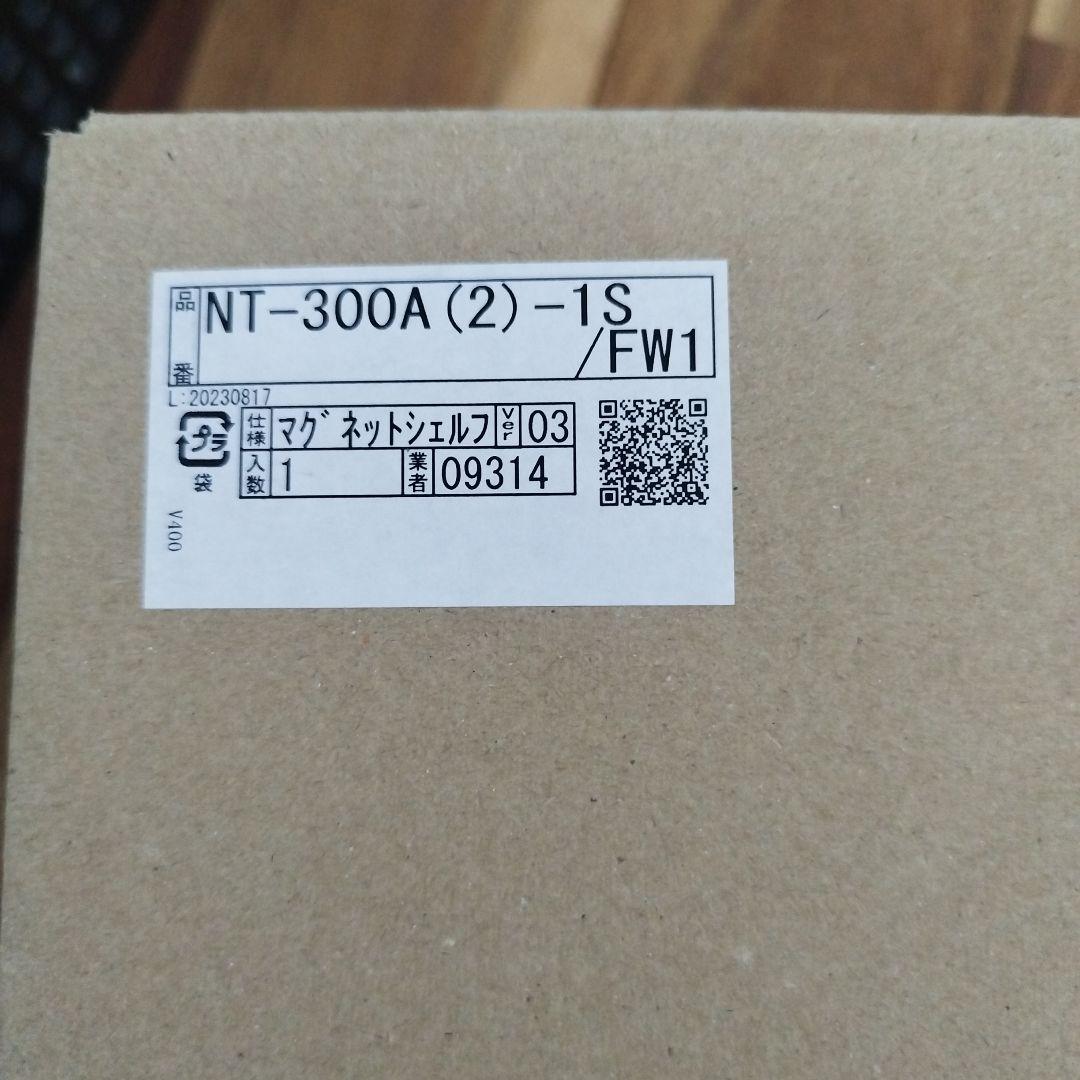 品番 NT-300A(2)-1S
/FW1
L:20230817
プラ 仕様 マグネットシェルフ Ver 03
袋 入数 1 業者 09314
V400